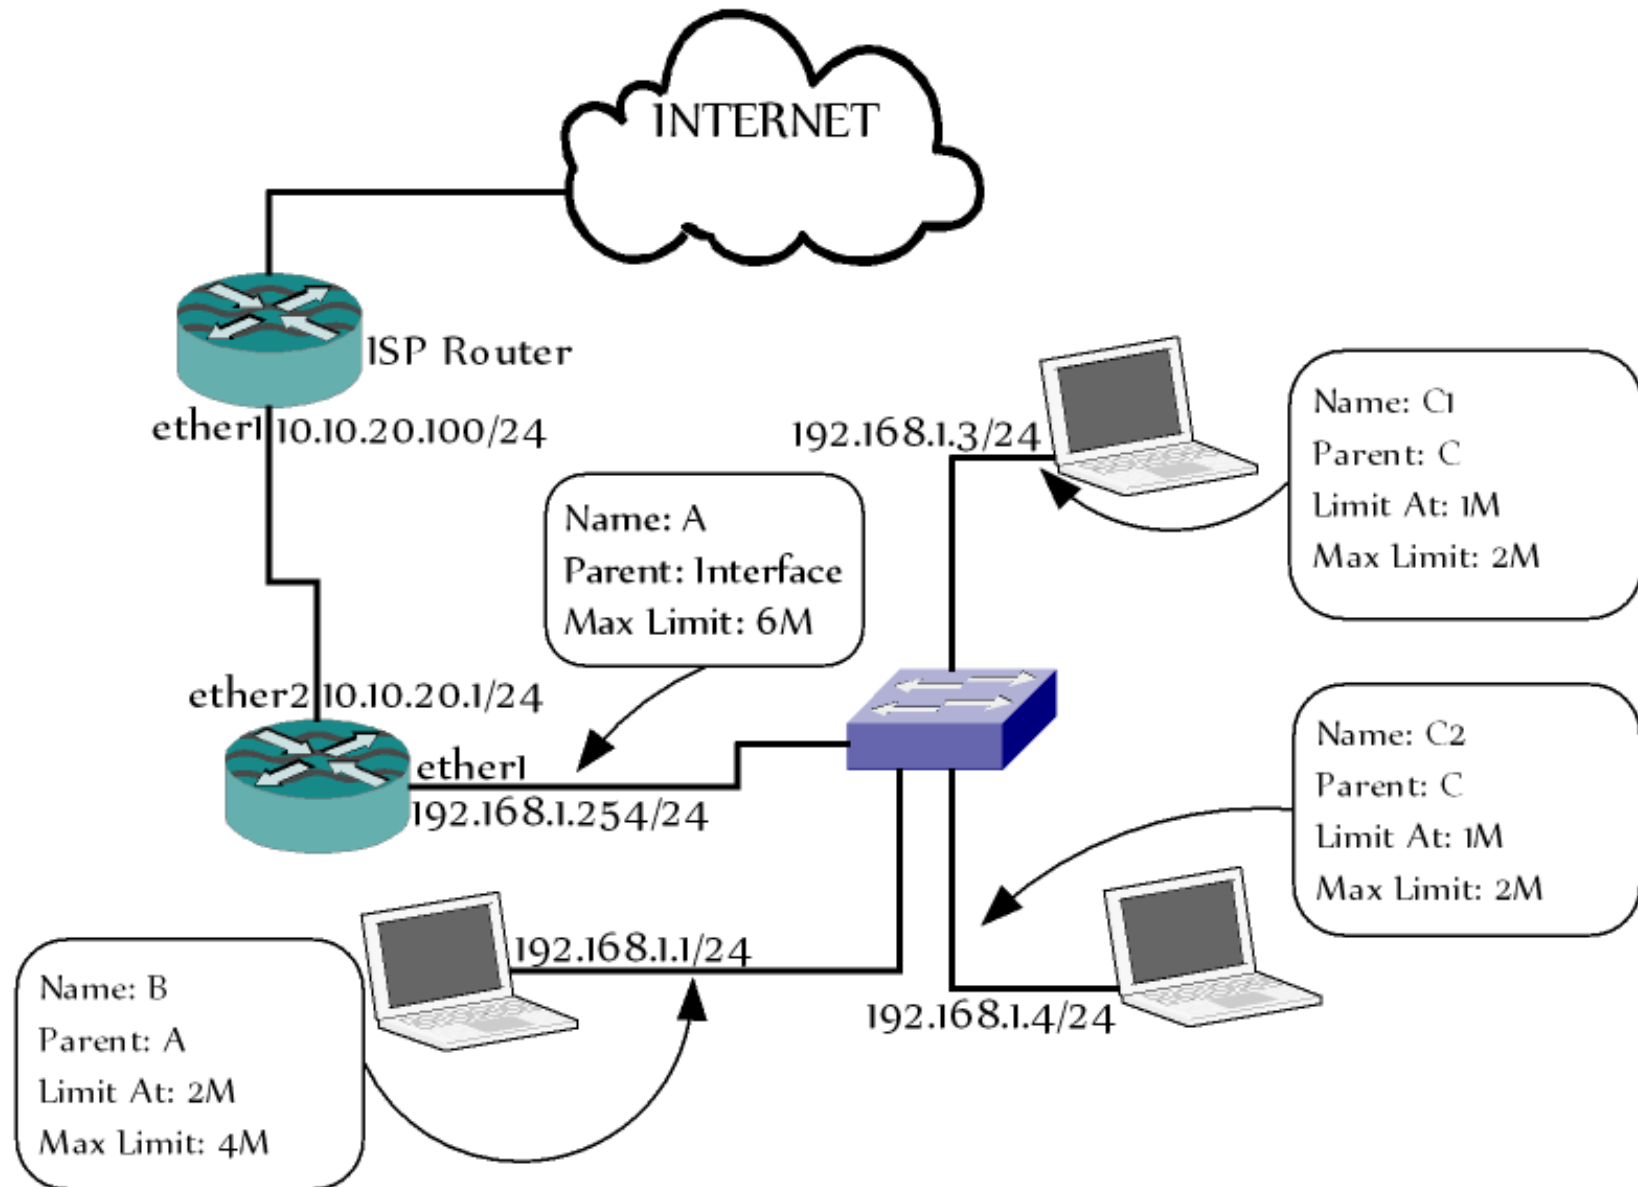 INTERNET
ISP Router
ether1 10.10.20.100/24
192.168.1.3/24
Name: C1
Parent: C
Limit At: 1M
Max Limit: 2M
Name: A
Parent: Interface
Max Limit: 6M
ether2 10.10.20.1/24
ether1
192.168.1.254/24
Name: C2
Parent: C
Limit At: 1M
Max Limit: 2M
192.168.1.1/24
192.168.1.4/24
Name: B
Parent: A
Limit At: 2M
Max Limit: 4M